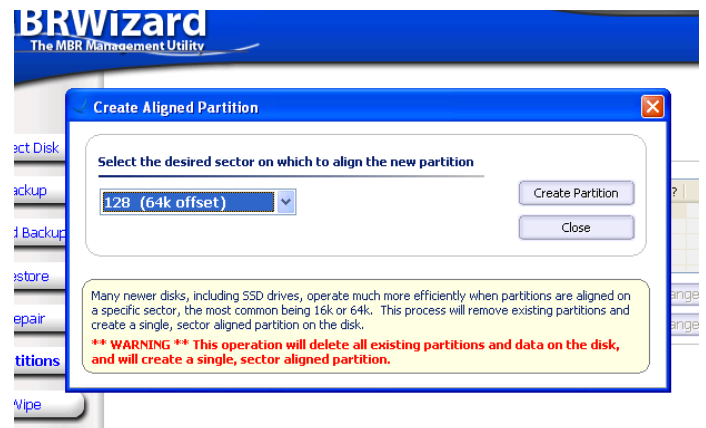 BRWizard
The MBR Management Utility
Create Aligned Partition
ect Disk
Select the desired sector on which to align the new partition
ackup
128 (64k offset)
Create Partition
?
d Backup
Close
estore
Many newer disks, including SSD drives, operate much more efficiently when partitions are aligned on
a specific sector, the most common being 16k or 64k. This process will remove existing partitions and
create a single, sector aligned partition on the disk.
ange
epair
ange
** WARNING ** This operation will delete all existing partitions and data on the disk,
and will create a single, sector aligned partition.
titions
Wipe